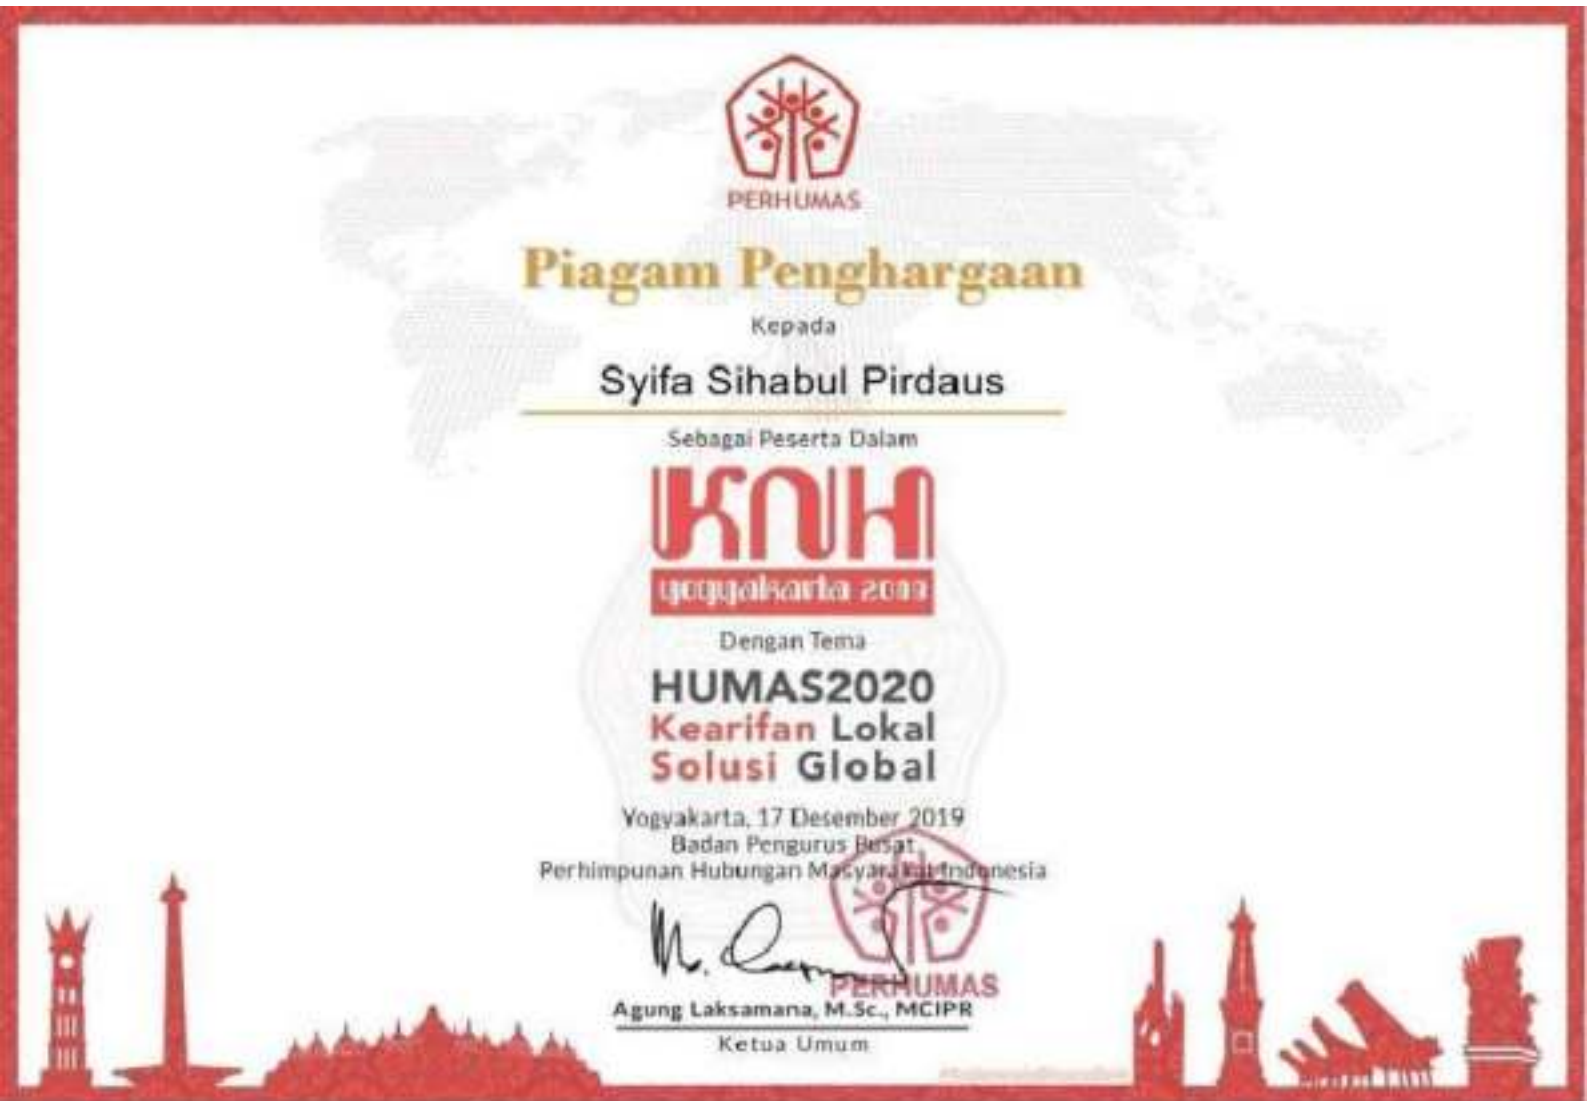 PERHUMAS
Piagam Penghargaan
Kepada
Syifa Sihabul Pirdaus
Sebagai Peserta Dalam
KNH
yogyakarta 2019
Dengan Tema
HUMAS2020
Kearifan Lokal
Solusi Global
Yogyakarta, 17 Desember 2019
Badan Pengurus Pusat
Perhimpunan Hubungan Masyarakat Indonesia
PERHUMAS
Agung Laksamana, M.Sc., MCIPR
Ketua Umum